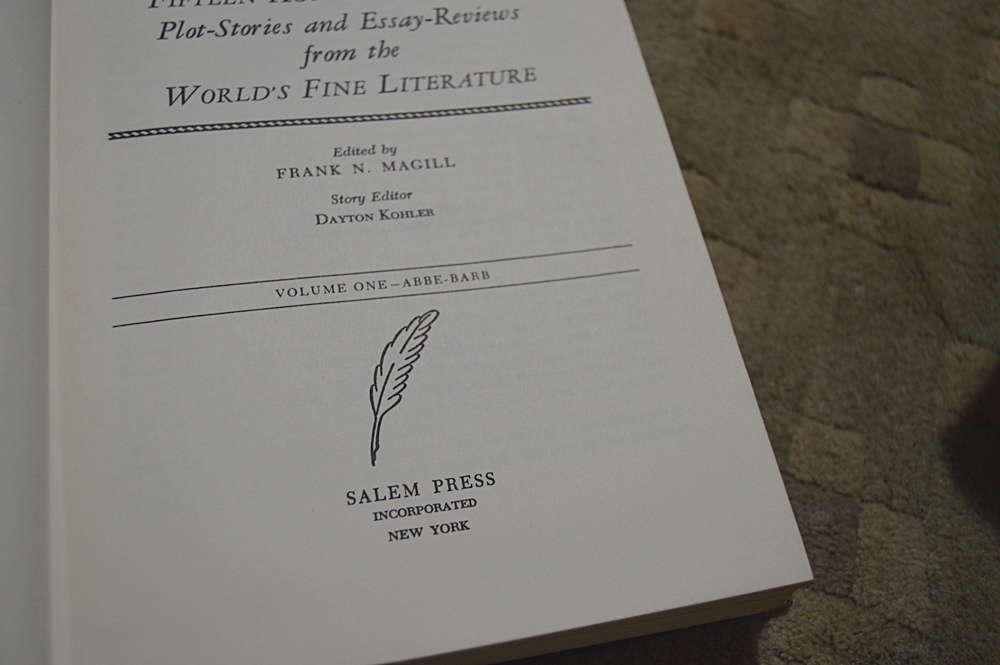 FIFTEEN
Plot-Stories and Essay-Reviews
from the
WORLD'S FINE LITERATURE
Edited by
FRANK N. MAGILL
Story Editor
DAYTON KOHLER
VOLUME ONE—ABBE-BARB
SALEM PRESS
INCORPORATED
NEW YORK